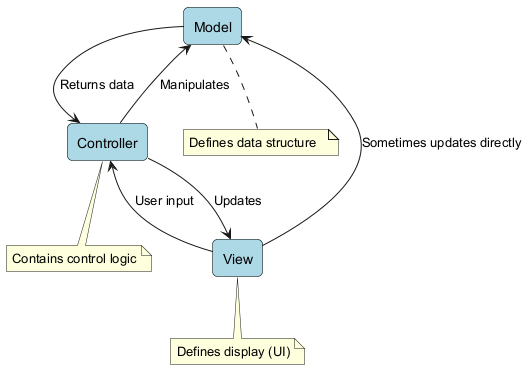 Model
Returns data
Manipulates
Defines data structure
Sometimes updates directly
Controller
User input
Updates
Contains control logic
View
Defines display (UI)